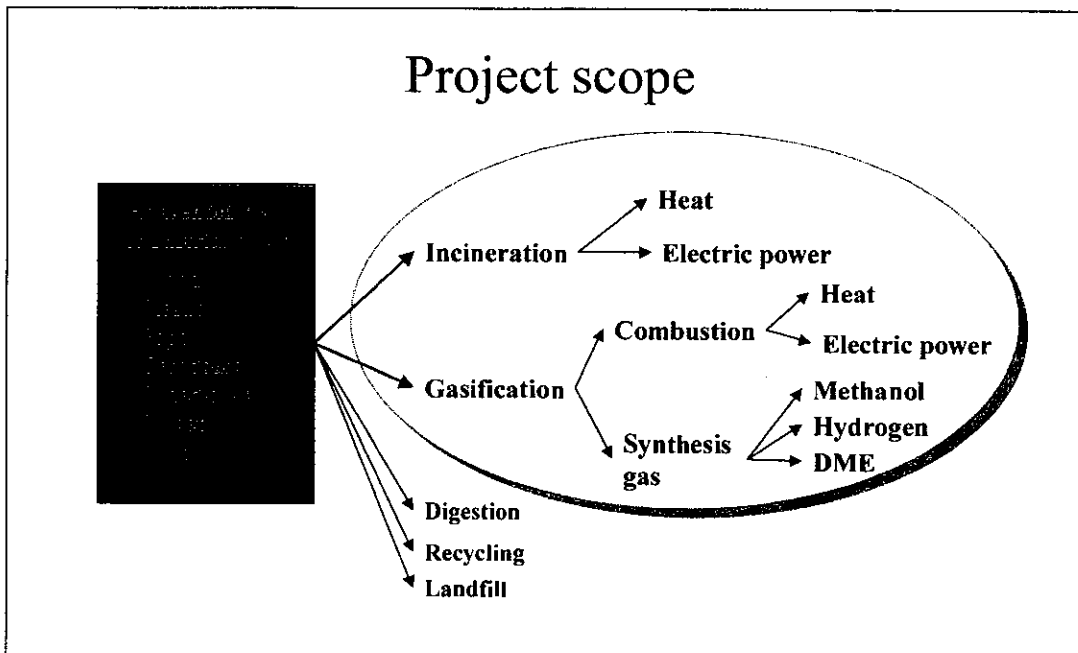 Project scope
Heat
Incineration
Electric power
Heat
Combustion
Electric power
Gasification
Methanol
Hydrogen
Synthesis
gas
DME
Digestion
Recycling
Landfill